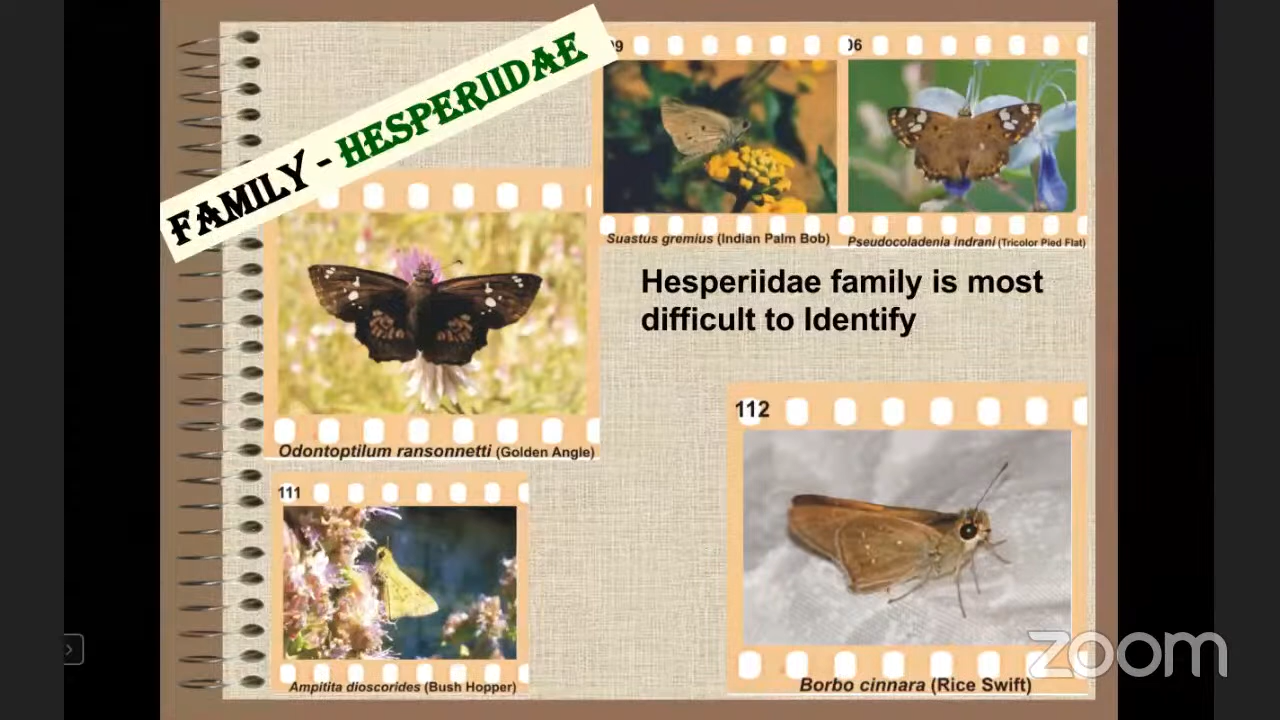 FAMILY - HESPERIIDAE
Suastus gremius (Indian Palm Bob)
06
Pseudocoladenia indrani (Tricolor Pied Flat)
Hesperiidae family is most
difficult to Identify
Odontoptilum ransonnetti (Golden Angle)
111
Ampitita dioscorides (Bush Hopper)
112
Borbo cinnara (Rice Swift)
zoom